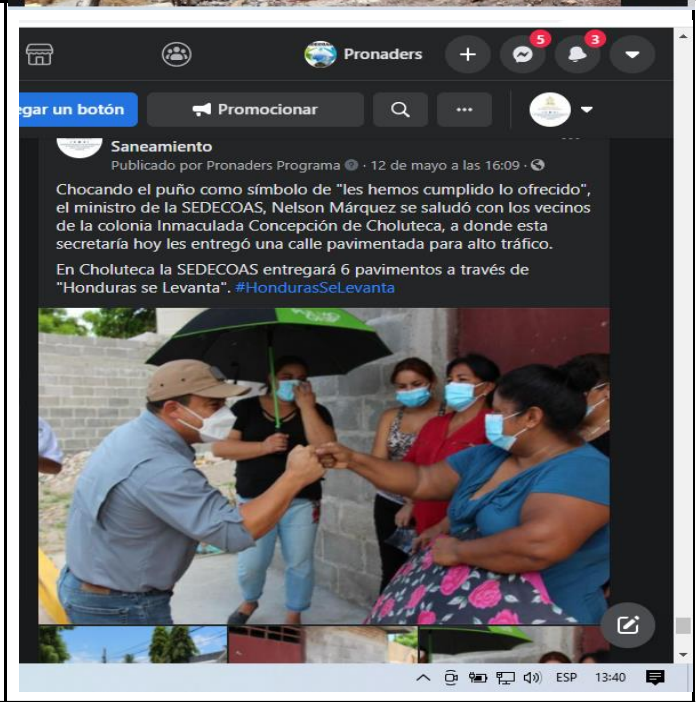 Pronaders
5
3
gar un botón
Promocionar
Saneamiento
Publicado por Pronaders Programa · 12 de mayo a las 16:09 ·
Chocando el puño como símbolo de "les hemos cumplido lo ofrecido",
el ministro de la SEDECOAS, Nelson Márquez se saludó con los vecinos
de la colonia Inmaculada Concepción de Choluteca, a donde esta
secretaría hoy les entregó una calle pavimentada para alto tráfico.
En Choluteca la SEDECOAS entregará 6 pavimentos a través de
"Honduras se Levanta". #HondurasSeLevanta
ESP 13:40